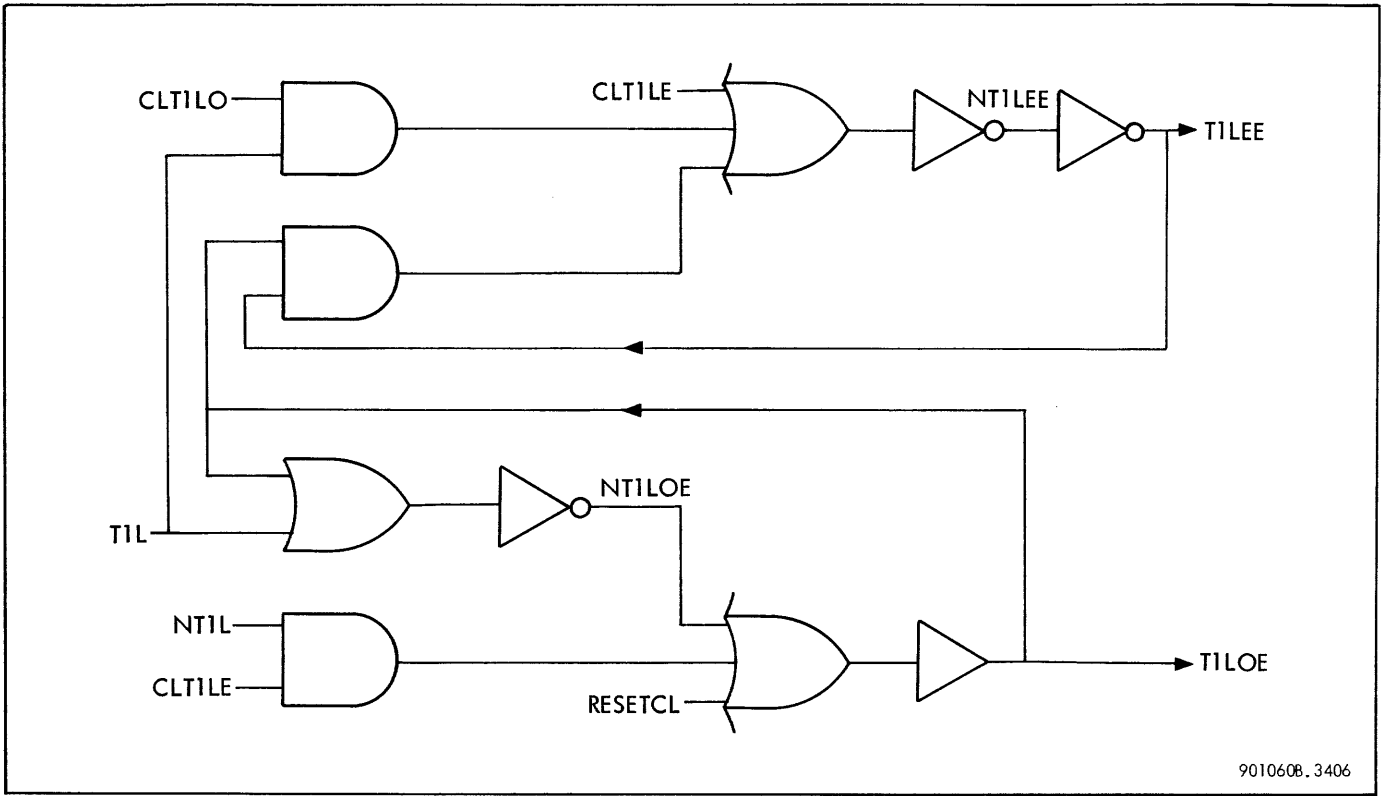 CLT1LO
CLT1LE
NT1LEE
T1LEE
NT1LOE
T1L
NT1L
CLT1LE
RESETCL
T1LOE
901060B.3406